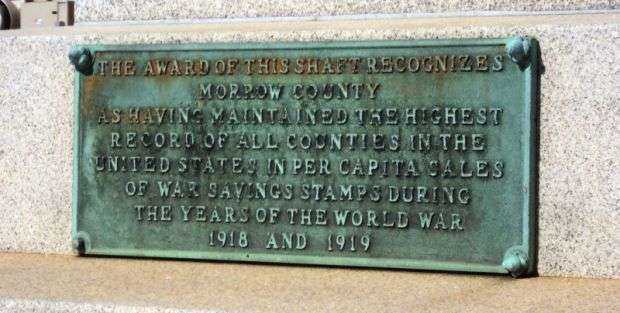 THE AWARD OF THIS SHAFT RECOGNIZES
MORROW COUNTY
AS HAVING MAINTAINED THE HIGHEST
RECORD OF ALL COUNTIES IN THE
UNITED STATES IN PER CAPITA SALES
OF WAR SAVINGS STAMPS DURING
THE YEARS OF THE WORLD WAR
1918 AND 1919